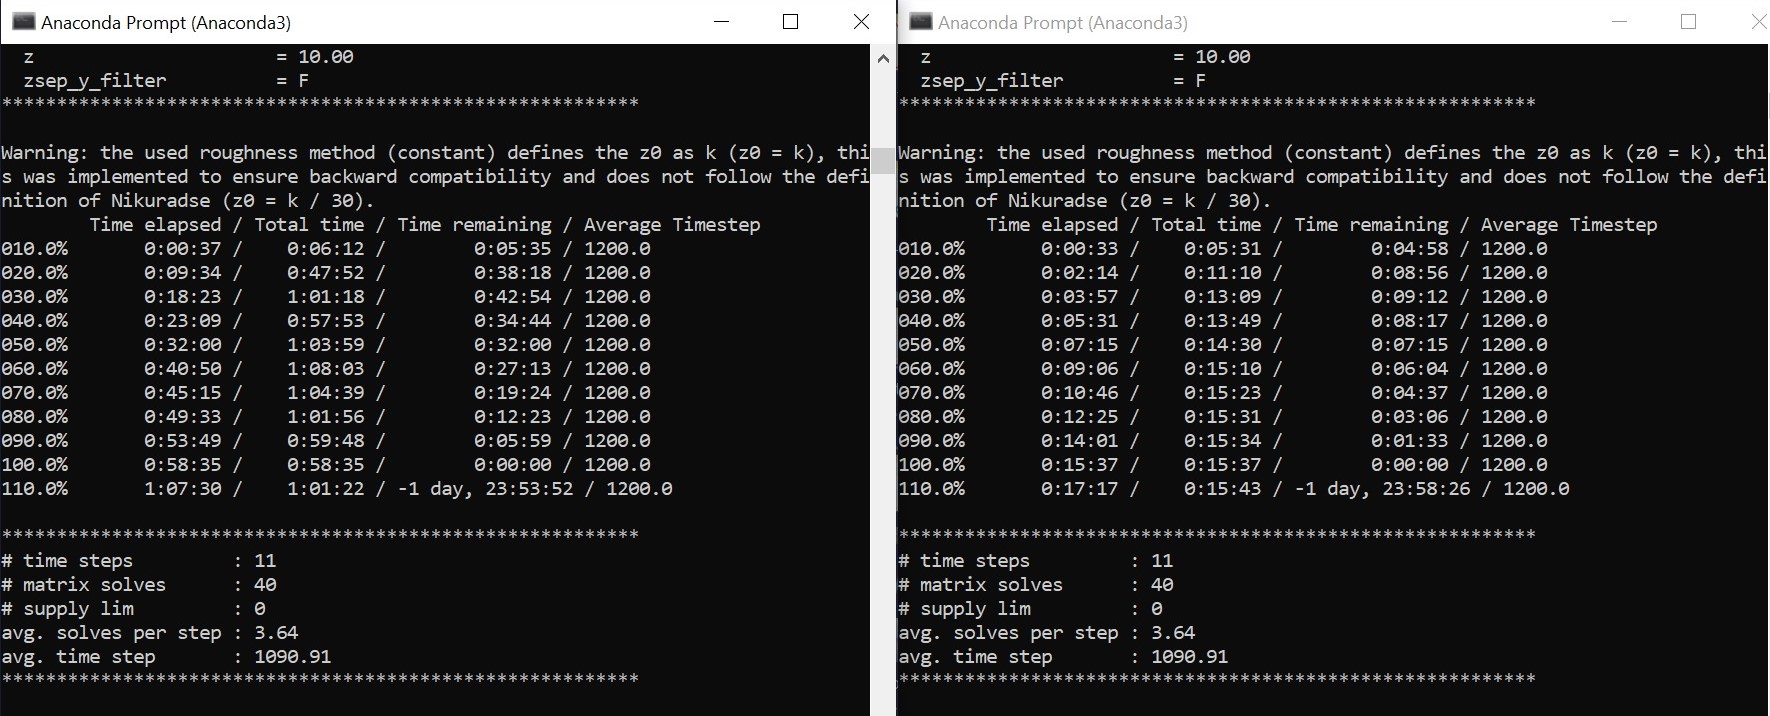 Anaconda Prompt (Anaconda3)
z = 10.00
zsep_y_filter = F
**********************************************************
Warning: the used roughness method (constant) defines the z0 as k (z0 = k), thi
s was implemented to ensure backward compatibility and does not follow the defi
nition of Nikuradse (z0 = k / 30).
Time elapsed / Total time / Time remaining / Average Timestep
010.0% 0:00:37 / 0:06:12 / 0:05:35 / 1200.0
020.0% 0:09:34 / 0:47:52 / 0:38:18 / 1200.0
030.0% 0:18:23 / 1:01:18 / 0:42:54 / 1200.0
040.0% 0:23:09 / 0:57:53 / 0:34:44 / 1200.0
050.0% 0:32:00 / 1:03:59 / 0:32:00 / 1200.0
060.0% 0:40:50 / 1:08:03 / 0:27:13 / 1200.0
070.0% 0:45:15 / 1:04:39 / 0:19:24 / 1200.0
080.0% 0:49:33 / 1:01:56 / 0:12:23 / 1200.0
090.0% 0:53:49 / 0:59:48 / 0:05:59 / 1200.0
100.0% 0:58:35 / 0:58:35 / 0:00:00 / 1200.0
110.0% 1:07:30 / 1:01:22 / -1 day, 23:53:52 / 1200.0
**********************************************************
# time steps : 11
# matrix solves : 40
# supply lim : 0
avg. solves per step : 3.64
avg. time step : 1090.91
**********************************************************
Anaconda Prompt (Anaconda3)
z = 10.00
zsep_y_filter = F
**********************************************************
Warning: the used roughness method (constant) defines the z0 as k (z0 = k), thi
s was implemented to ensure backward compatibility and does not follow the defi
nition of Nikuradse (z0 = k / 30).
Time elapsed / Total time / Time remaining / Average Timestep
010.0% 0:00:33 / 0:05:31 / 0:04:58 / 1200.0
020.0% 0:02:14 / 0:11:10 / 0:08:56 / 1200.0
030.0% 0:03:57 / 0:13:09 / 0:09:12 / 1200.0
040.0% 0:05:31 / 0:13:49 / 0:08:17 / 1200.0
050.0% 0:07:15 / 0:14:30 / 0:07:15 / 1200.0
060.0% 0:09:06 / 0:15:10 / 0:06:04 / 1200.0
070.0% 0:10:46 / 0:15:23 / 0:04:37 / 1200.0
080.0% 0:12:25 / 0:15:31 / 0:03:06 / 1200.0
090.0% 0:14:01 / 0:15:34 / 0:01:33 / 1200.0
100.0% 0:15:37 / 0:15:37 / 0:00:00 / 1200.0
110.0% 0:17:17 / 0:15:43 / -1 day, 23:58:26 / 1200.0
**********************************************************
# time steps : 11
# matrix solves : 40
# supply lim : 0
avg. solves per step : 3.64
avg. time step : 1090.91
**********************************************************